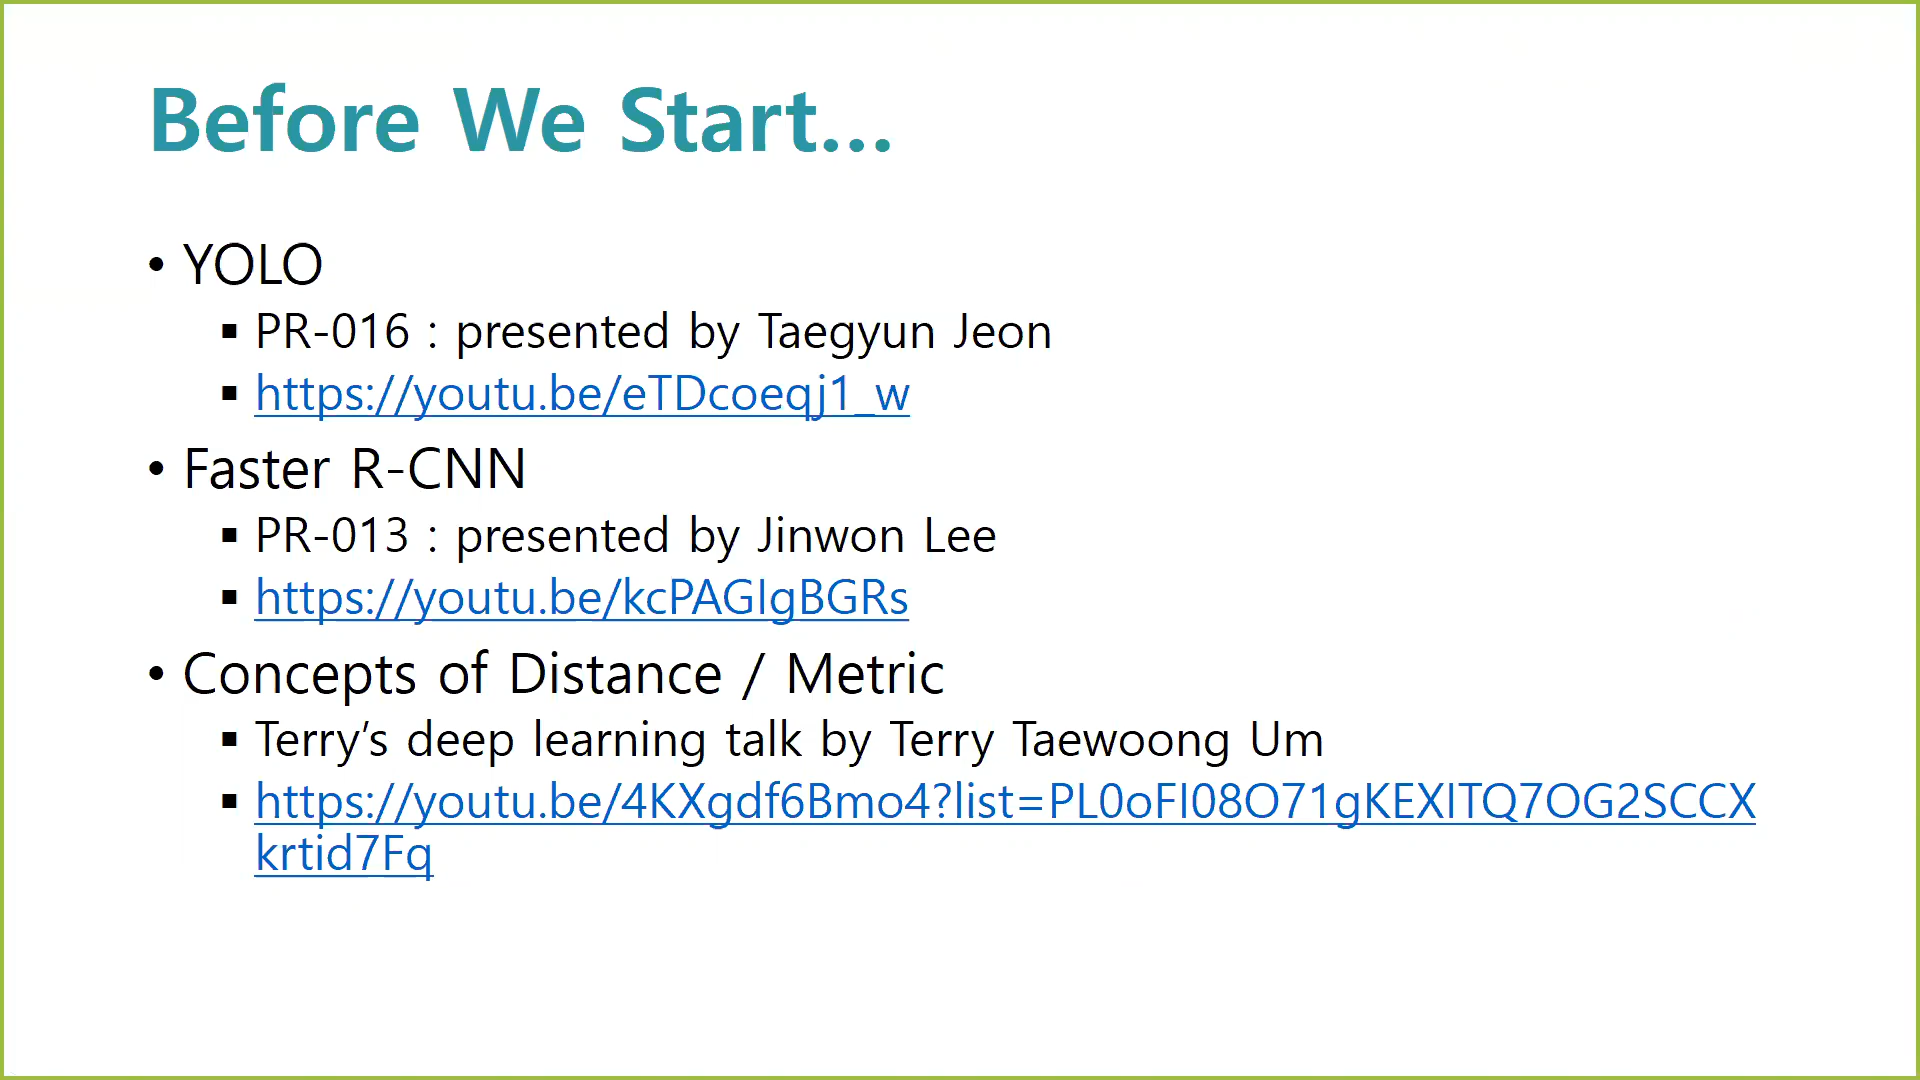 Before We Start…
• YOLO
▪ PR-016 : presented by Taegyun Jeon
▪ https://youtu.be/eTDcoeqj1_w
• Faster R-CNN
▪ PR-013 : presented by Jinwon Lee
▪ https://youtu.be/kcPAGIgBGRs
• Concepts of Distance / Metric
▪ Terry’s deep learning talk by Terry Taewoong Um
▪ https://youtu.be/4KXgdf6Bmo4?list=PL0oFI08O71gKEXITQ7OG2SCCX
krtid7Fq